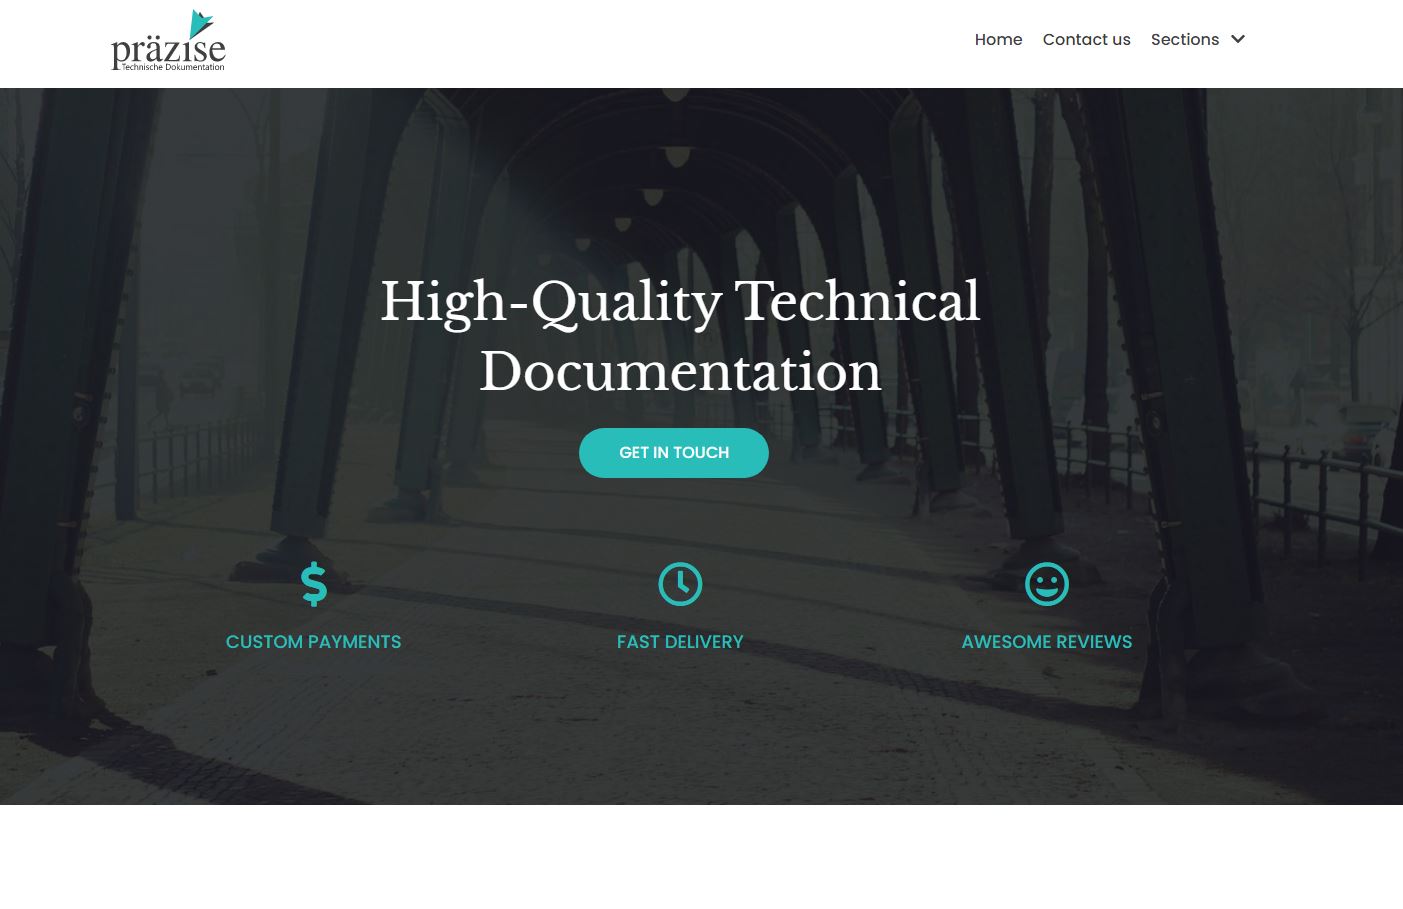 präzise
Technische Dokumentation
Home Contact us Sections
High-Quality Technical
Documentation
GET IN TOUCH
CUSTOM PAYMENTS FAST DELIVERY AWESOME REVIEWS